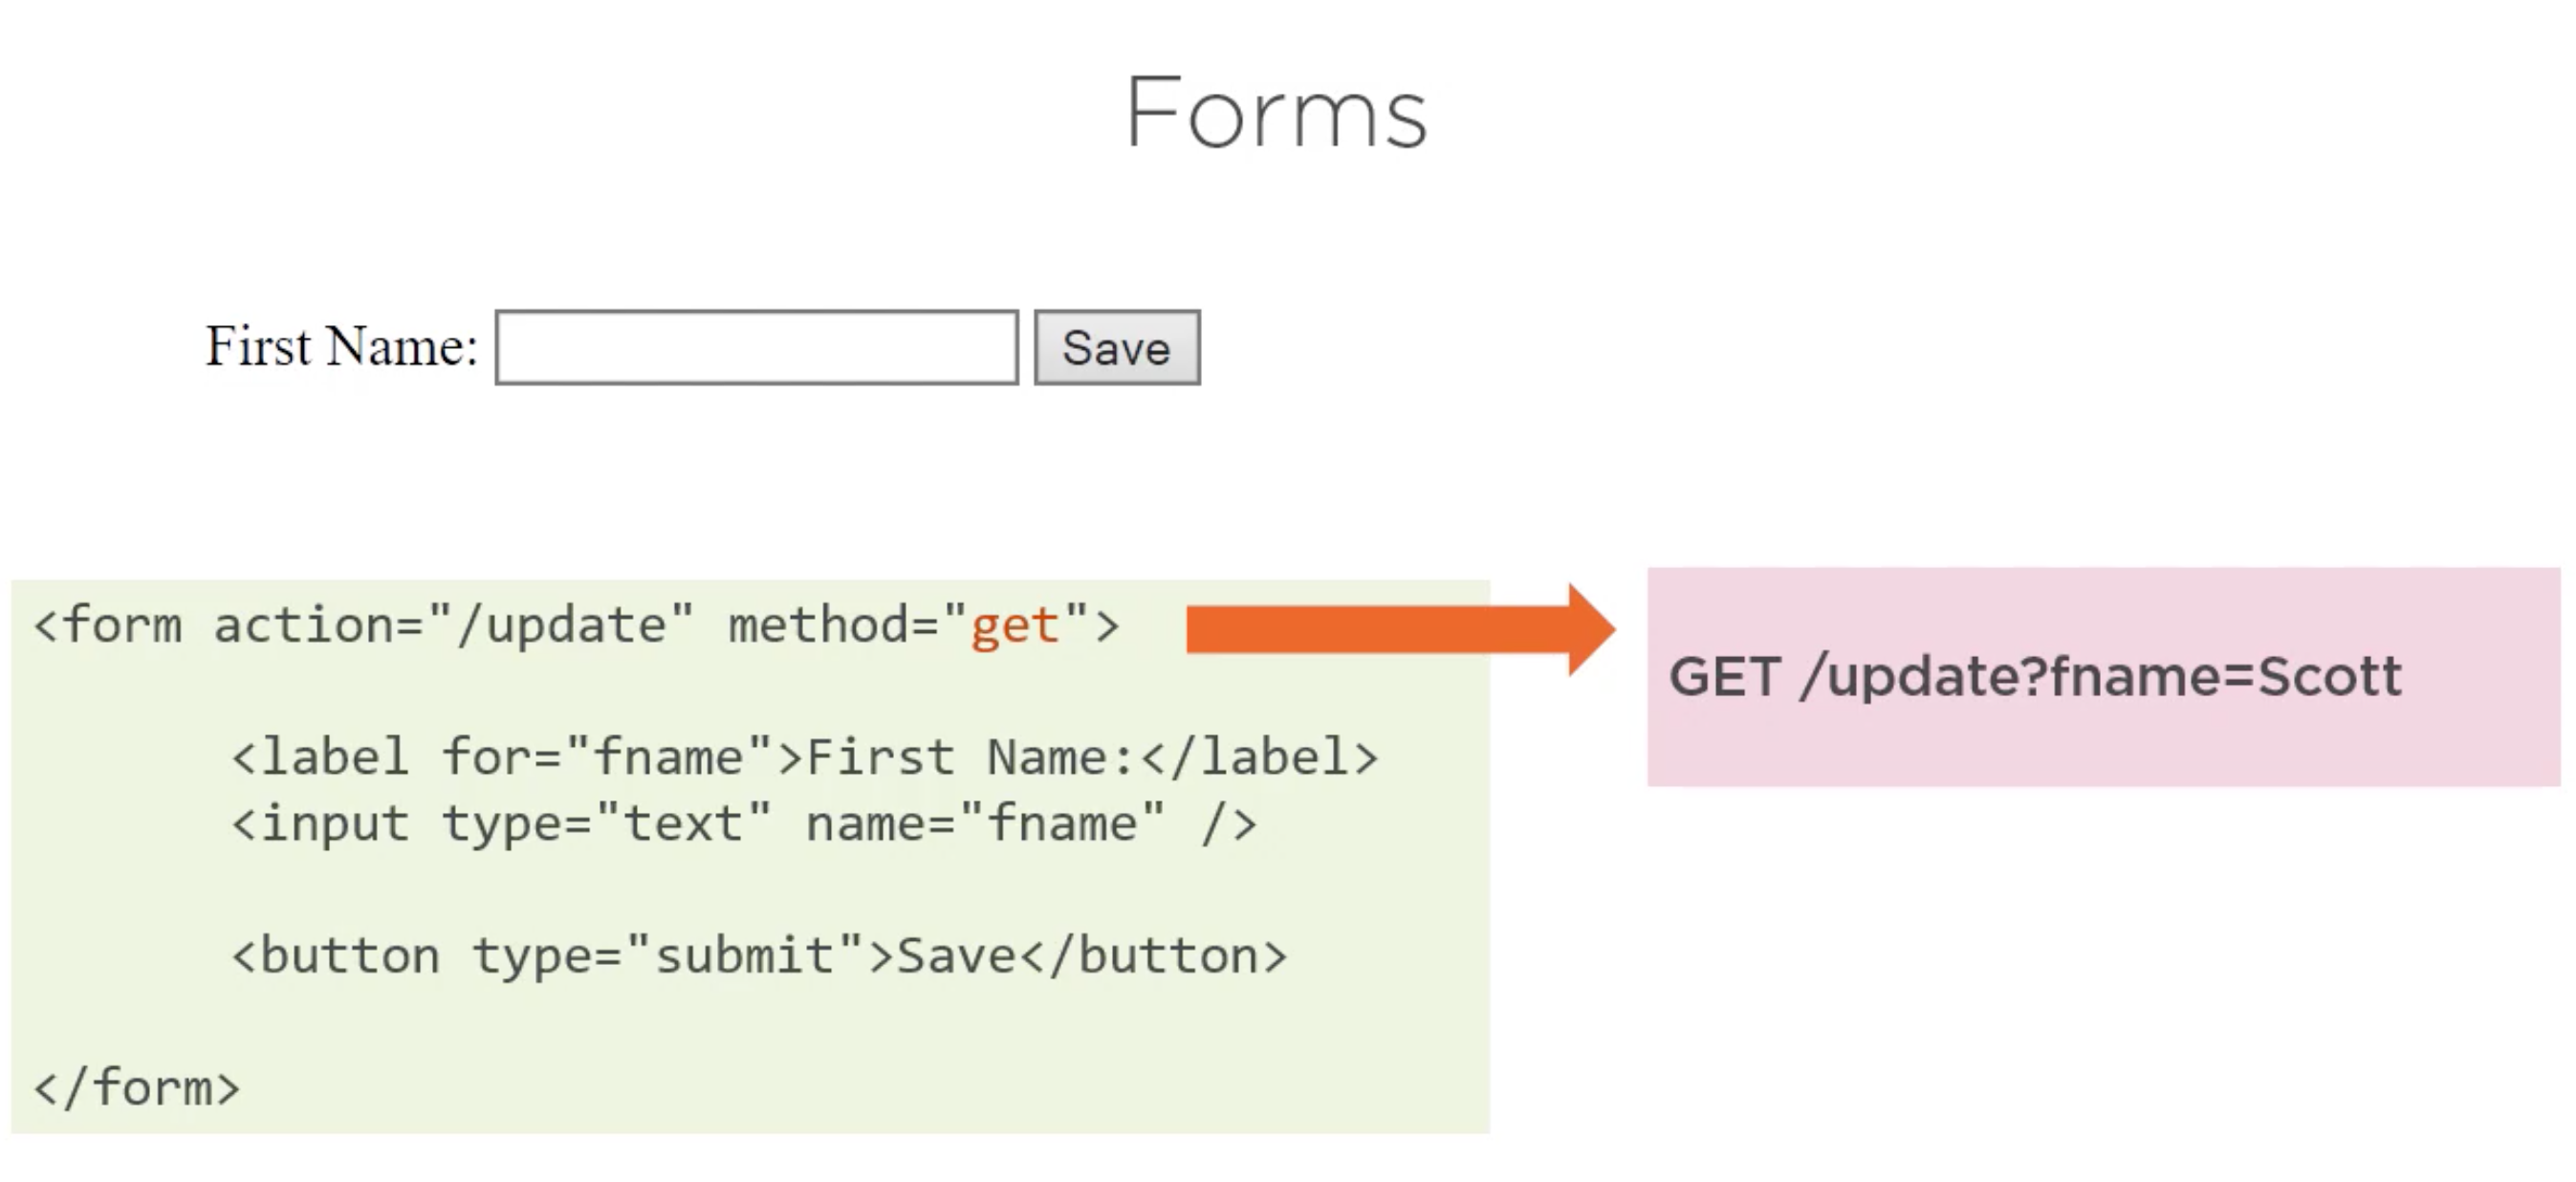 Forms
First Name: Save
<form action="/update" method="get">
<label for="fname">First Name:</label>
<input type="text" name="fname" />
<button type="submit">Save</button>
</form>
GET /update?fname=Scott